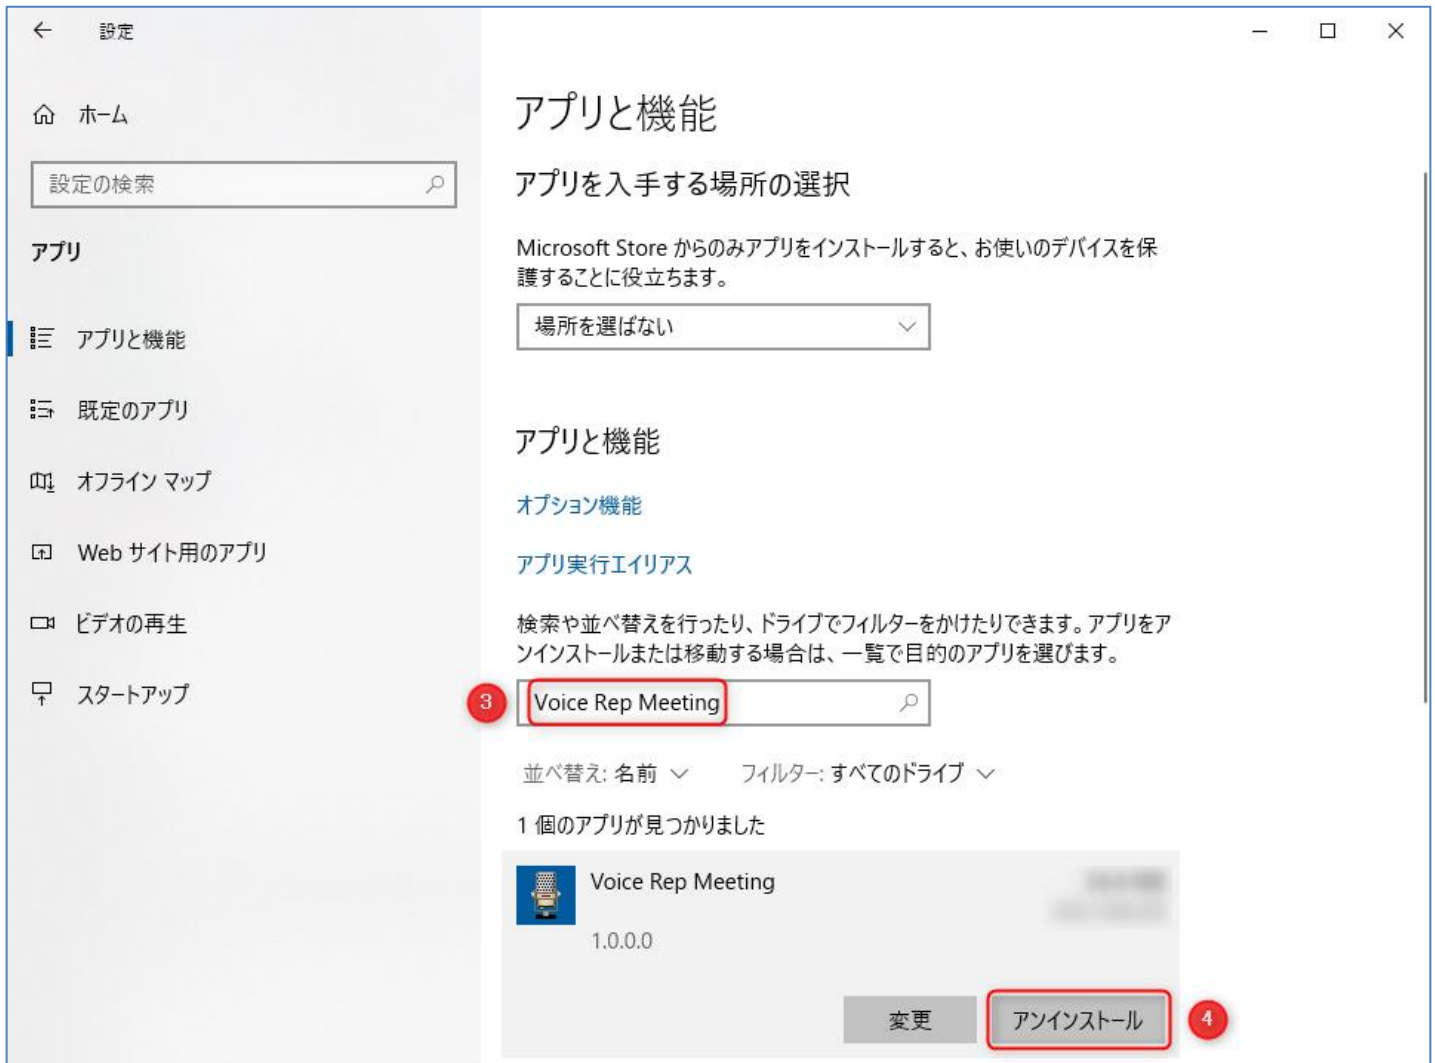 設定
ホーム
設定の検索
アプリ
アプリと機能
既定のアプリ
オフライン マップ
Web サイト用のアプリ
ビデオの再生
スタートアップ
アプリと機能
アプリを入手する場所の選択
Microsoft Store からのみアプリをインストールすると、お使いのデバイスを保
護することに役立ちます。
場所を選ばない
アプリと機能
オプション機能
アプリ実行エイリアス
検索や並べ替えを行ったり、ドライブでフィルターをかけたりできます。アプリをア
ンインストールまたは移動する場合は、一覧で目的のアプリを選びます。
3 Voice Rep Meeting
並べ替え: 名前 フィルター: すべてのドライブ
1 個のアプリが見つかりました
Voice Rep Meeting
1.0.0.0
変更 アンインストール 4